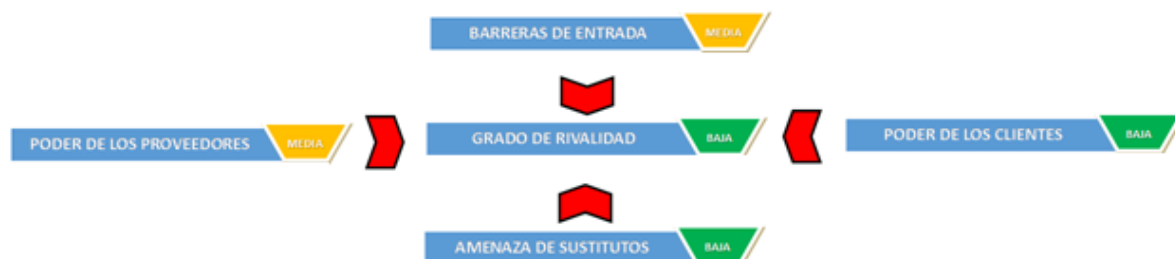 BARRERAS DE ENTRADA MEDIA
PODER DE LOS PROVEEDORES MEDIA
GRADO DE RIVALIDAD BAJA
PODER DE LOS CLIENTES BAJA
AMENAZA DE SUSTITUTOS BAJA